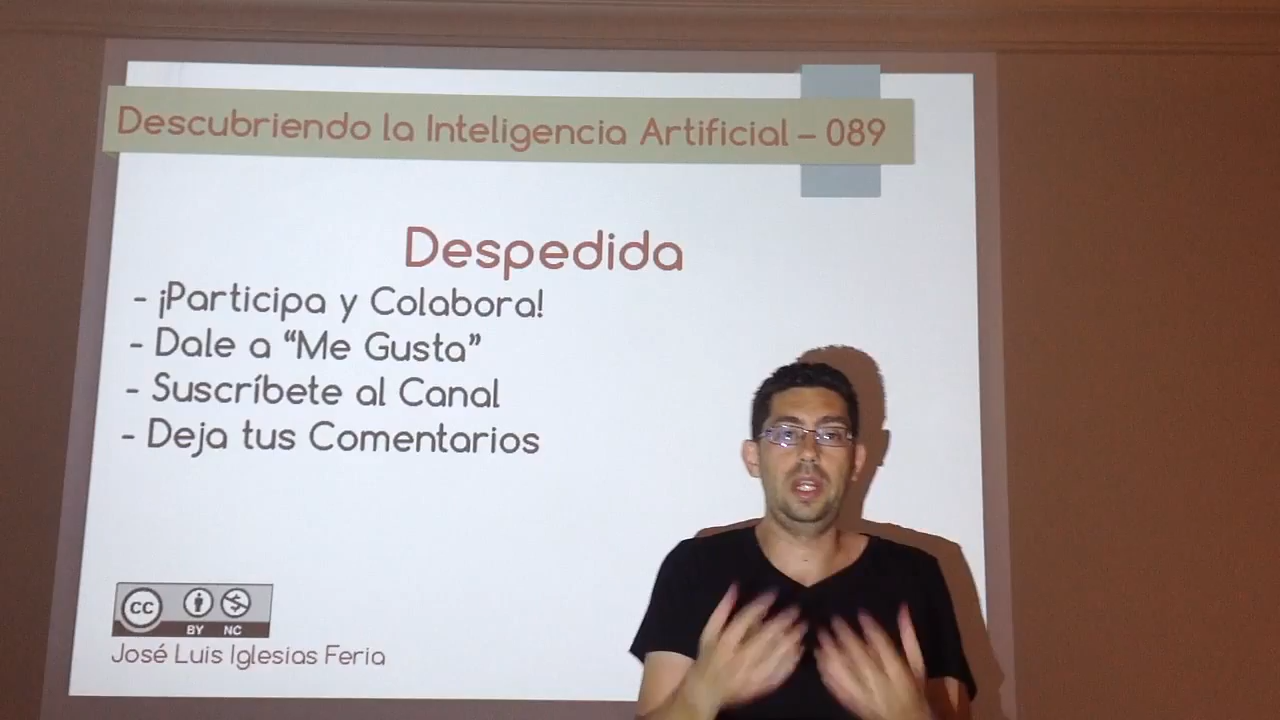 Descubriendo la Inteligencia Artificial – 089
Despedida
- ¡Participa y Colabora!
- Dale a “Me Gusta”
- Suscríbete al Canal
- Deja tus Comentarios
CC
BY NC
José Luis Iglesias Feria